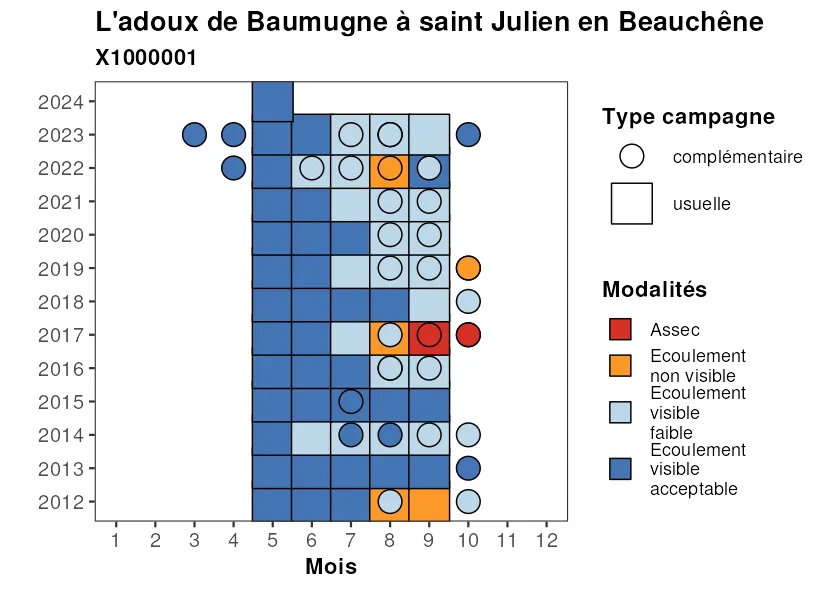 L'adoux de Baumugne à saint Julien en Beauchêne
X1000001
2024
2023
2022
2021
2020
2019
2018
2017
2016
2015
2014
2013
2012
1 2 3 4 5 6 7 8 9 10 11 12
Mois
Type campagne
complémentaire
usuelle
Modalités
Assec
Ecoulement
non visible
Ecoulement
visible
faible
Ecoulement
visible
acceptable